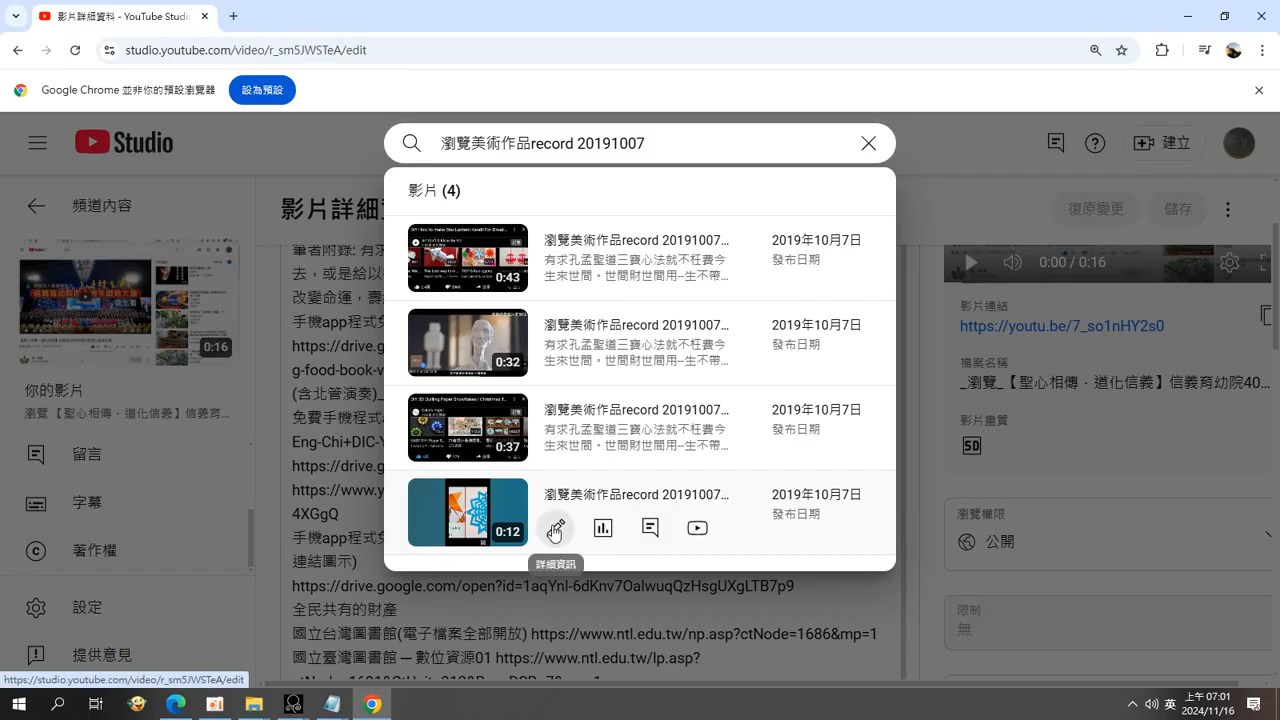 影片詳細資料 - YouTube Studio
studio.youtube.com/video/r_sm5JWSTeA/edit
Google Chrome 並非你的預設瀏覽器
設為預設
Studio
瀏覽美術作品record 20191007
建立
影片 (4)
頻道內容
影片詳細
復原變更
儲存
瀏覽美術作品record 20191007…
有求孔孟聖道三寶心法就不枉費今
生來世間。世間財世間用--生不帶…
0:43
2019年10月7日
發布日期
瀏覽美術作品record 20191007…
有求孔孟聖道三寶心法就不枉費今
生來世間。世間財世間用--生不帶…
0:32
2019年10月7日
發布日期
瀏覽美術作品record 20191007…
有求孔孟聖道三寶心法就不枉費今
生來世間。世間財世間用--生不帶…
0:37
2019年10月7日
發布日期
瀏覽美術作品record 20191007…
0:12
2019年10月7日
發布日期
詳細資訊
0:16
你的影片
瀏覽【聖心相傳．道化信義】信義育…
留言
字幕
著作權
設定
提供意見
去，或是給以
改變命運，壽
手機app程式夯
https://drive.g
g-food-book-v
(含北管演奏)_
免費軟體程式
Eng-Chi+DIC-V
https://drive.g
https://www.y
4XGgQ
手機app程式夯
連結圖示)
https://drive.google.com/open?id=1aqYnl-6dKnv7OalwuqQzHsgUXgLTB7p9
全民共有的財產
國立台灣圖書館(電子檔案全部開放) https://www.ntl.edu.tw/np.asp?ctNode=1686&mp=1
國立臺灣圖書館 ─ 數位資源01 https://www.ntl.edu.tw/lp.asp?
0:00 / 0:16
影片連結
https://youtu.be/7_so1nHY2s0
檔案名稱
_瀏覽_【聖心相傳．道化信義】信義育幼院40...
影片畫質
SD
瀏覽權限
公開
限制
無
https://studio.youtube.com/video/r_sm5JWSTeA/edit
英
上午 07:01
2024/11/16